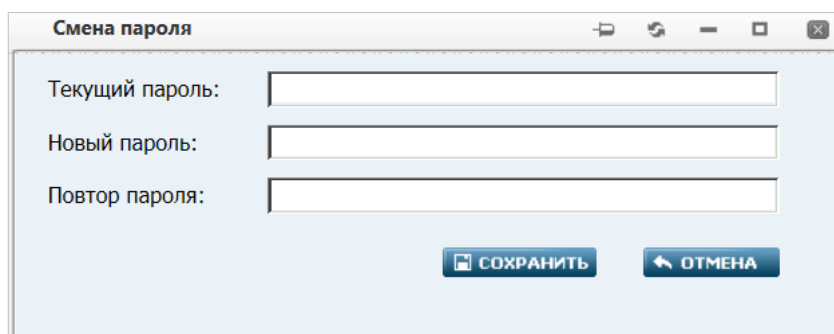 Смена пароля
Текущий пароль:
Новый пароль:
Повтор пароля:
СОХРАНИТЬ ОТМЕНА